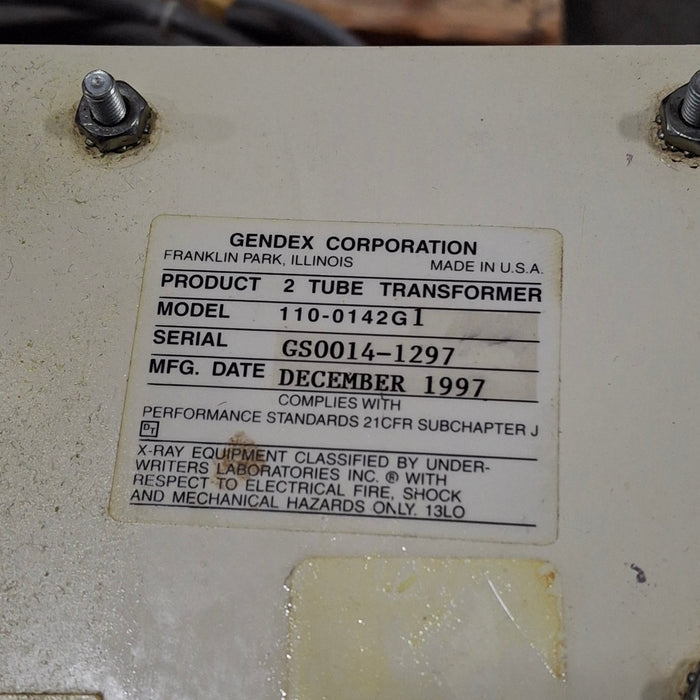 GENDEX CORPORATION
FRANKLIN PARK, ILLINOIS MADE IN U.S.A.
PRODUCT 2 TUBE TRANSFORMER
MODEL 110-0142G1
SERIAL GS0014-1297
MFG. DATE DECEMBER 1997
COMPLIES WITH
PERFORMANCE STANDARDS 21CFR SUBCHAPTER J
DT
X-RAY EQUIPMENT CLASSIFIED BY UNDER-
WRITERS LABORATORIES INC. ® WITH
RESPECT TO ELECTRICAL FIRE, SHOCK
AND MECHANICAL HAZARDS ONLY. 13LO